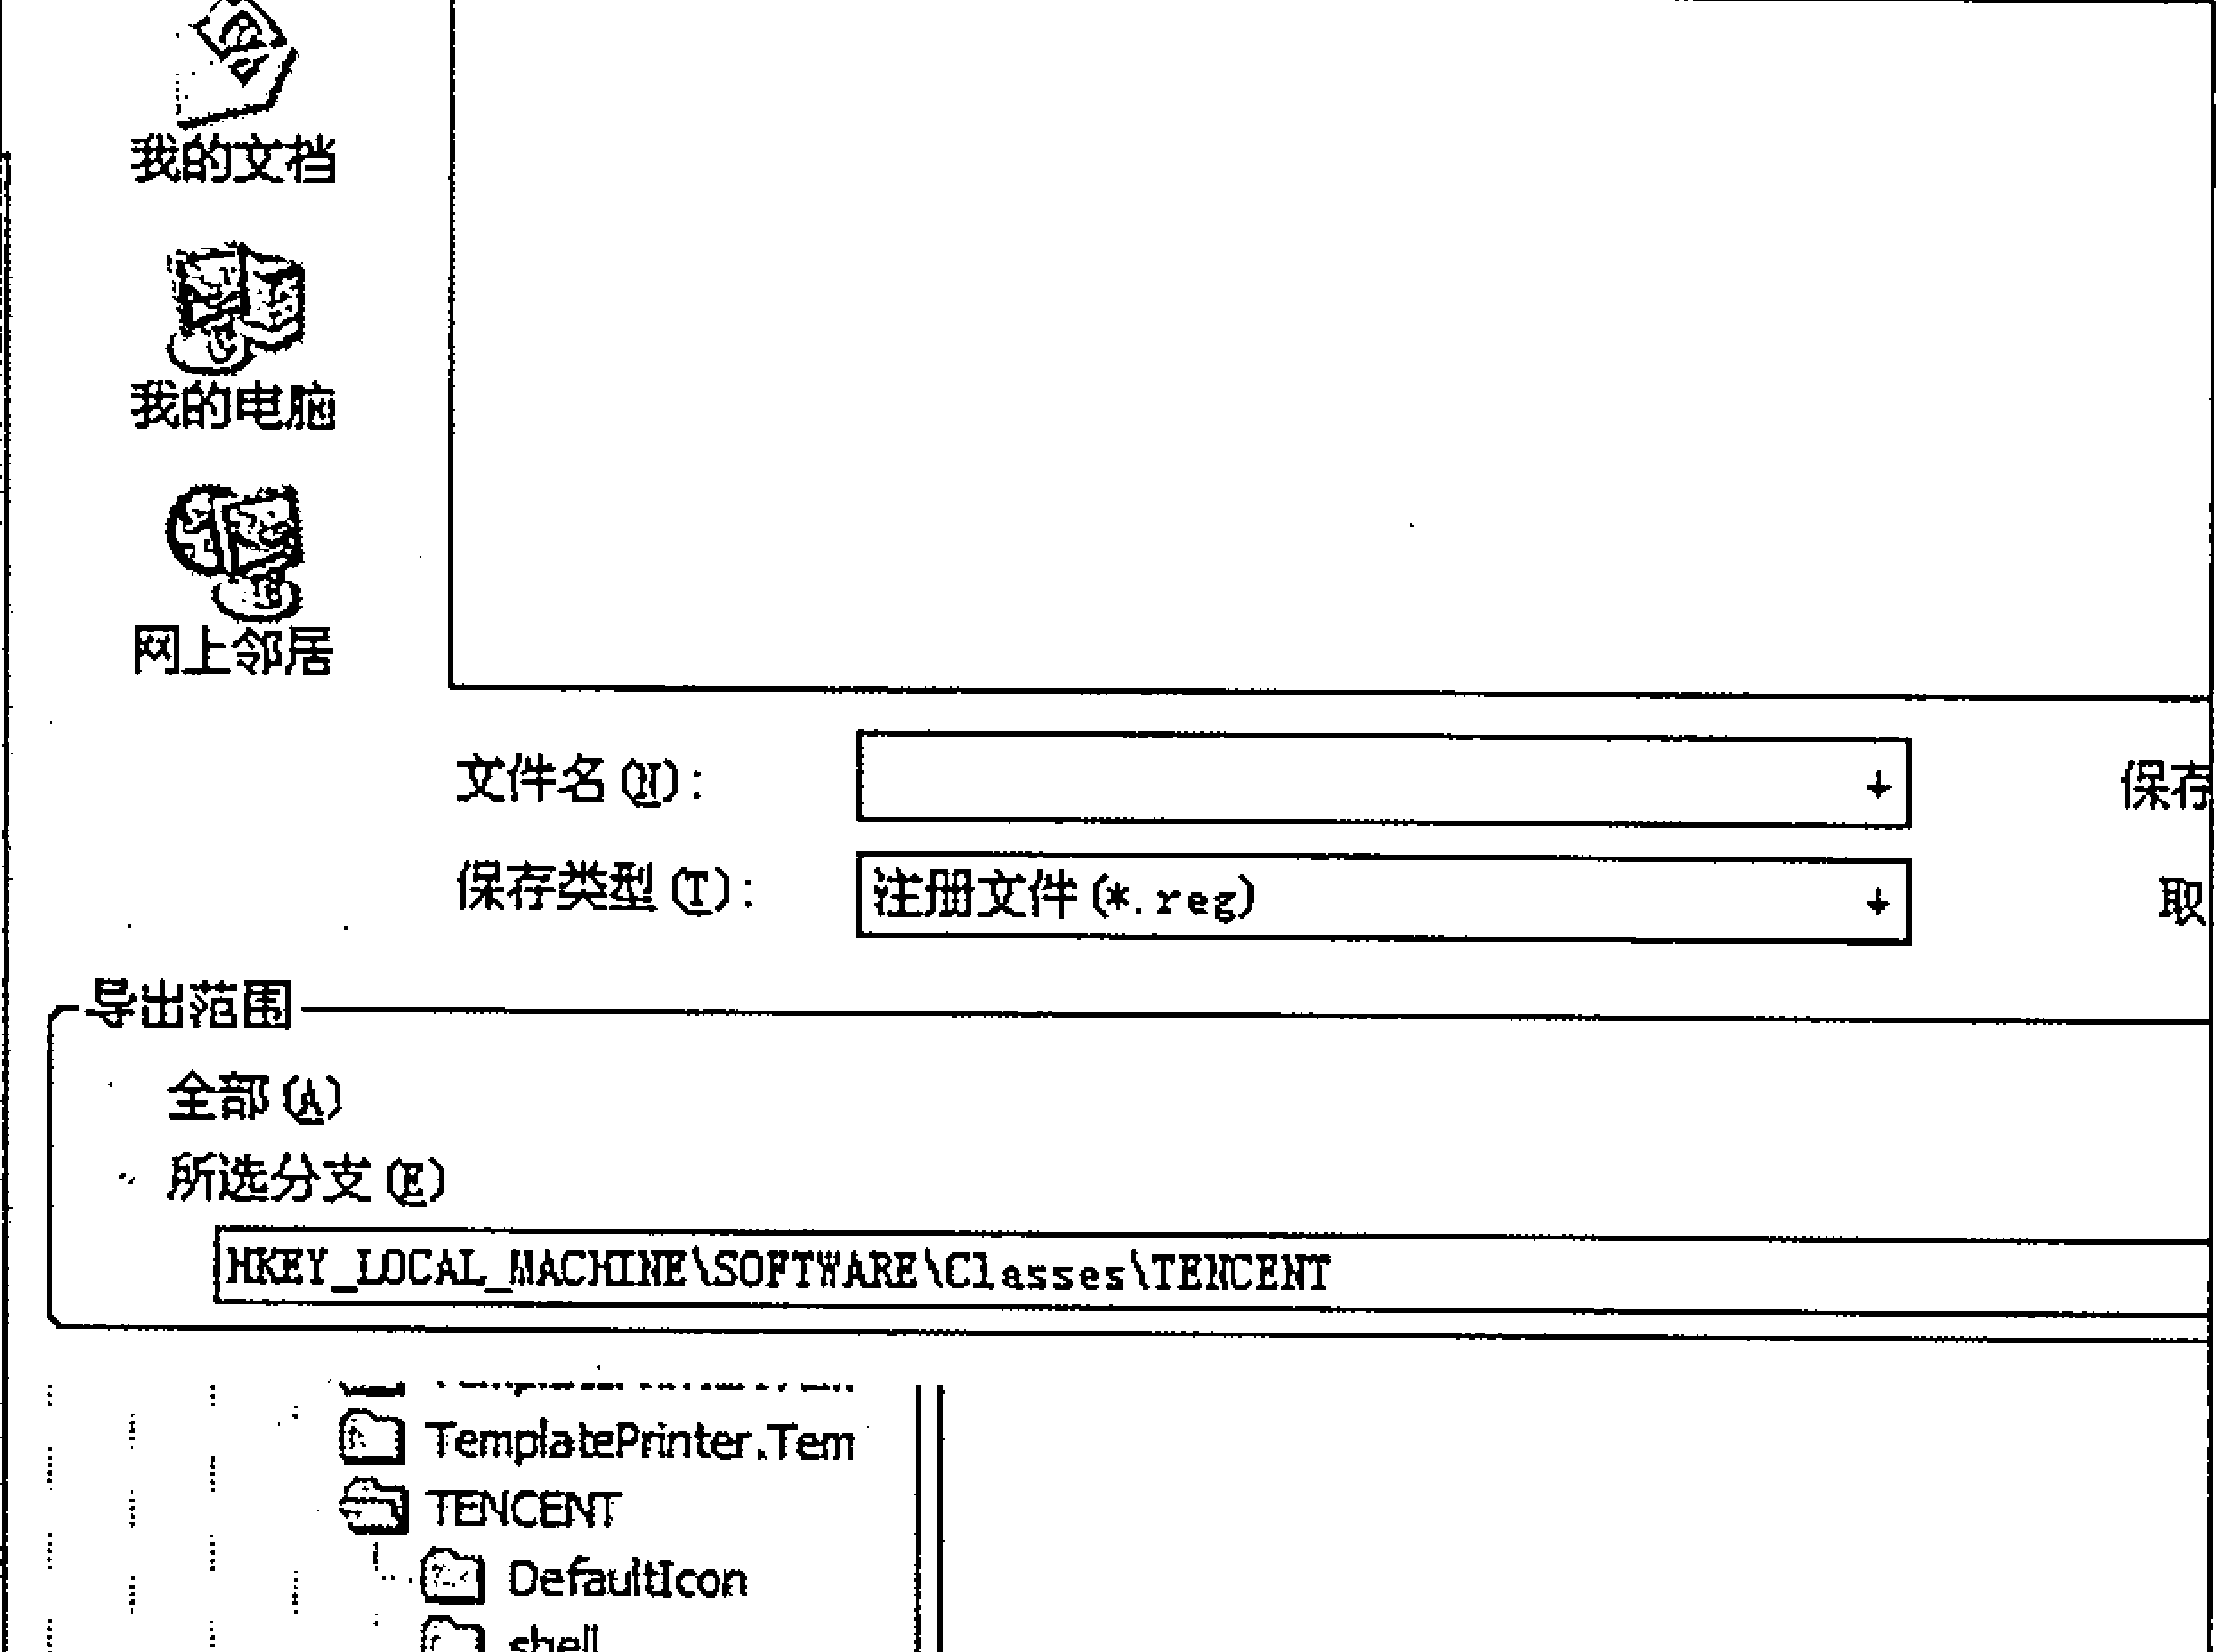 我的文档
我的电脑
网上邻居
文件名(N):
保存
保存类型(T): 注册文件(*.reg)
取
导出范围
全部(A)
所选分支(E)
HKEY_LOCAL_MACHINE\SOFTWARE\Classes\TENCENT
TemplatePrinter.Tem
TENCENT
DefaultIcon
shell